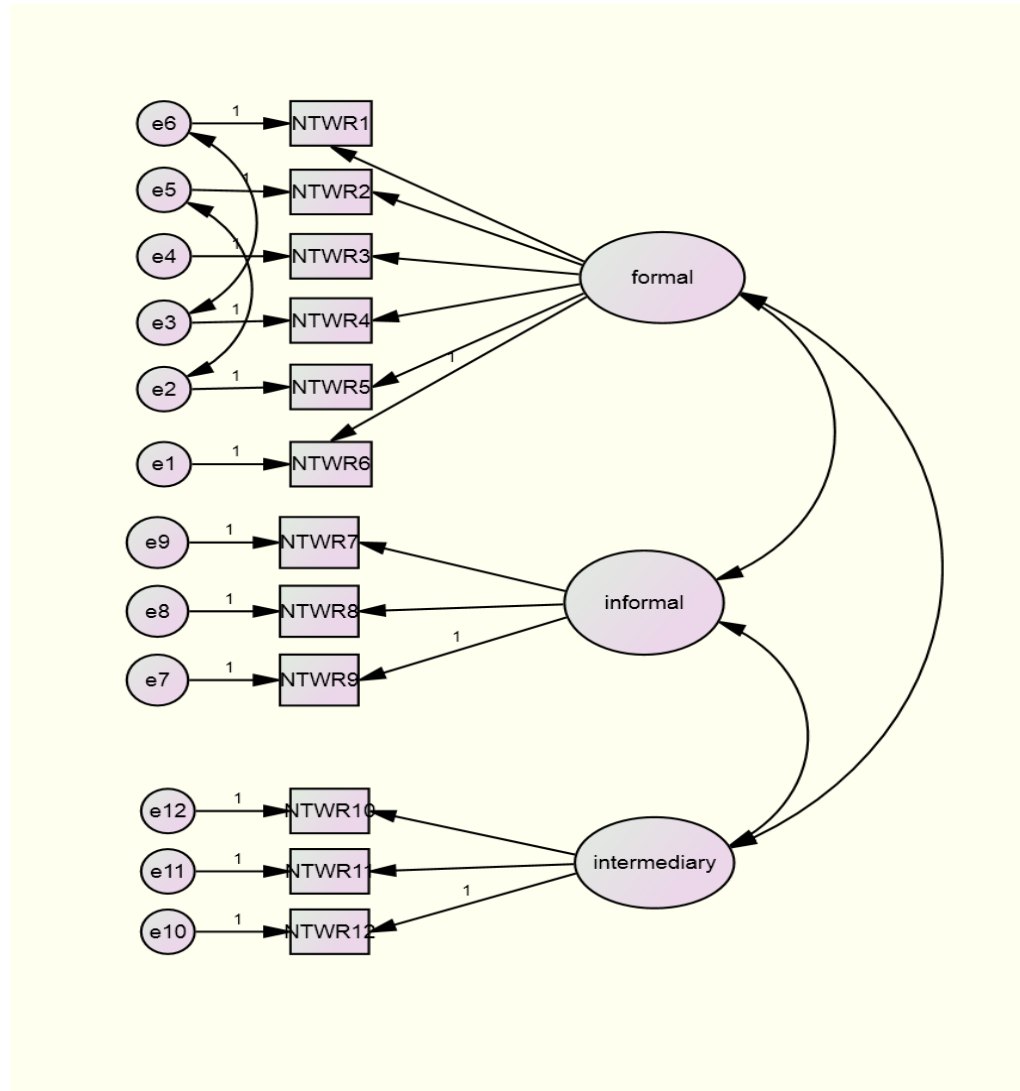 e6 1 NTWR1
e5 1 NTWR2
e4 1 NTWR3
formal
e3 1 NTWR4
e2 1 NTWR5
1
e1 1 NTWR6
e9 1 NTWR7
e8 1 NTWR8
informal
1
e7 1 NTWR9
e12 1 NTWR10
e11 1 NTWR11
intermediary
1
e10 1 NTWR12